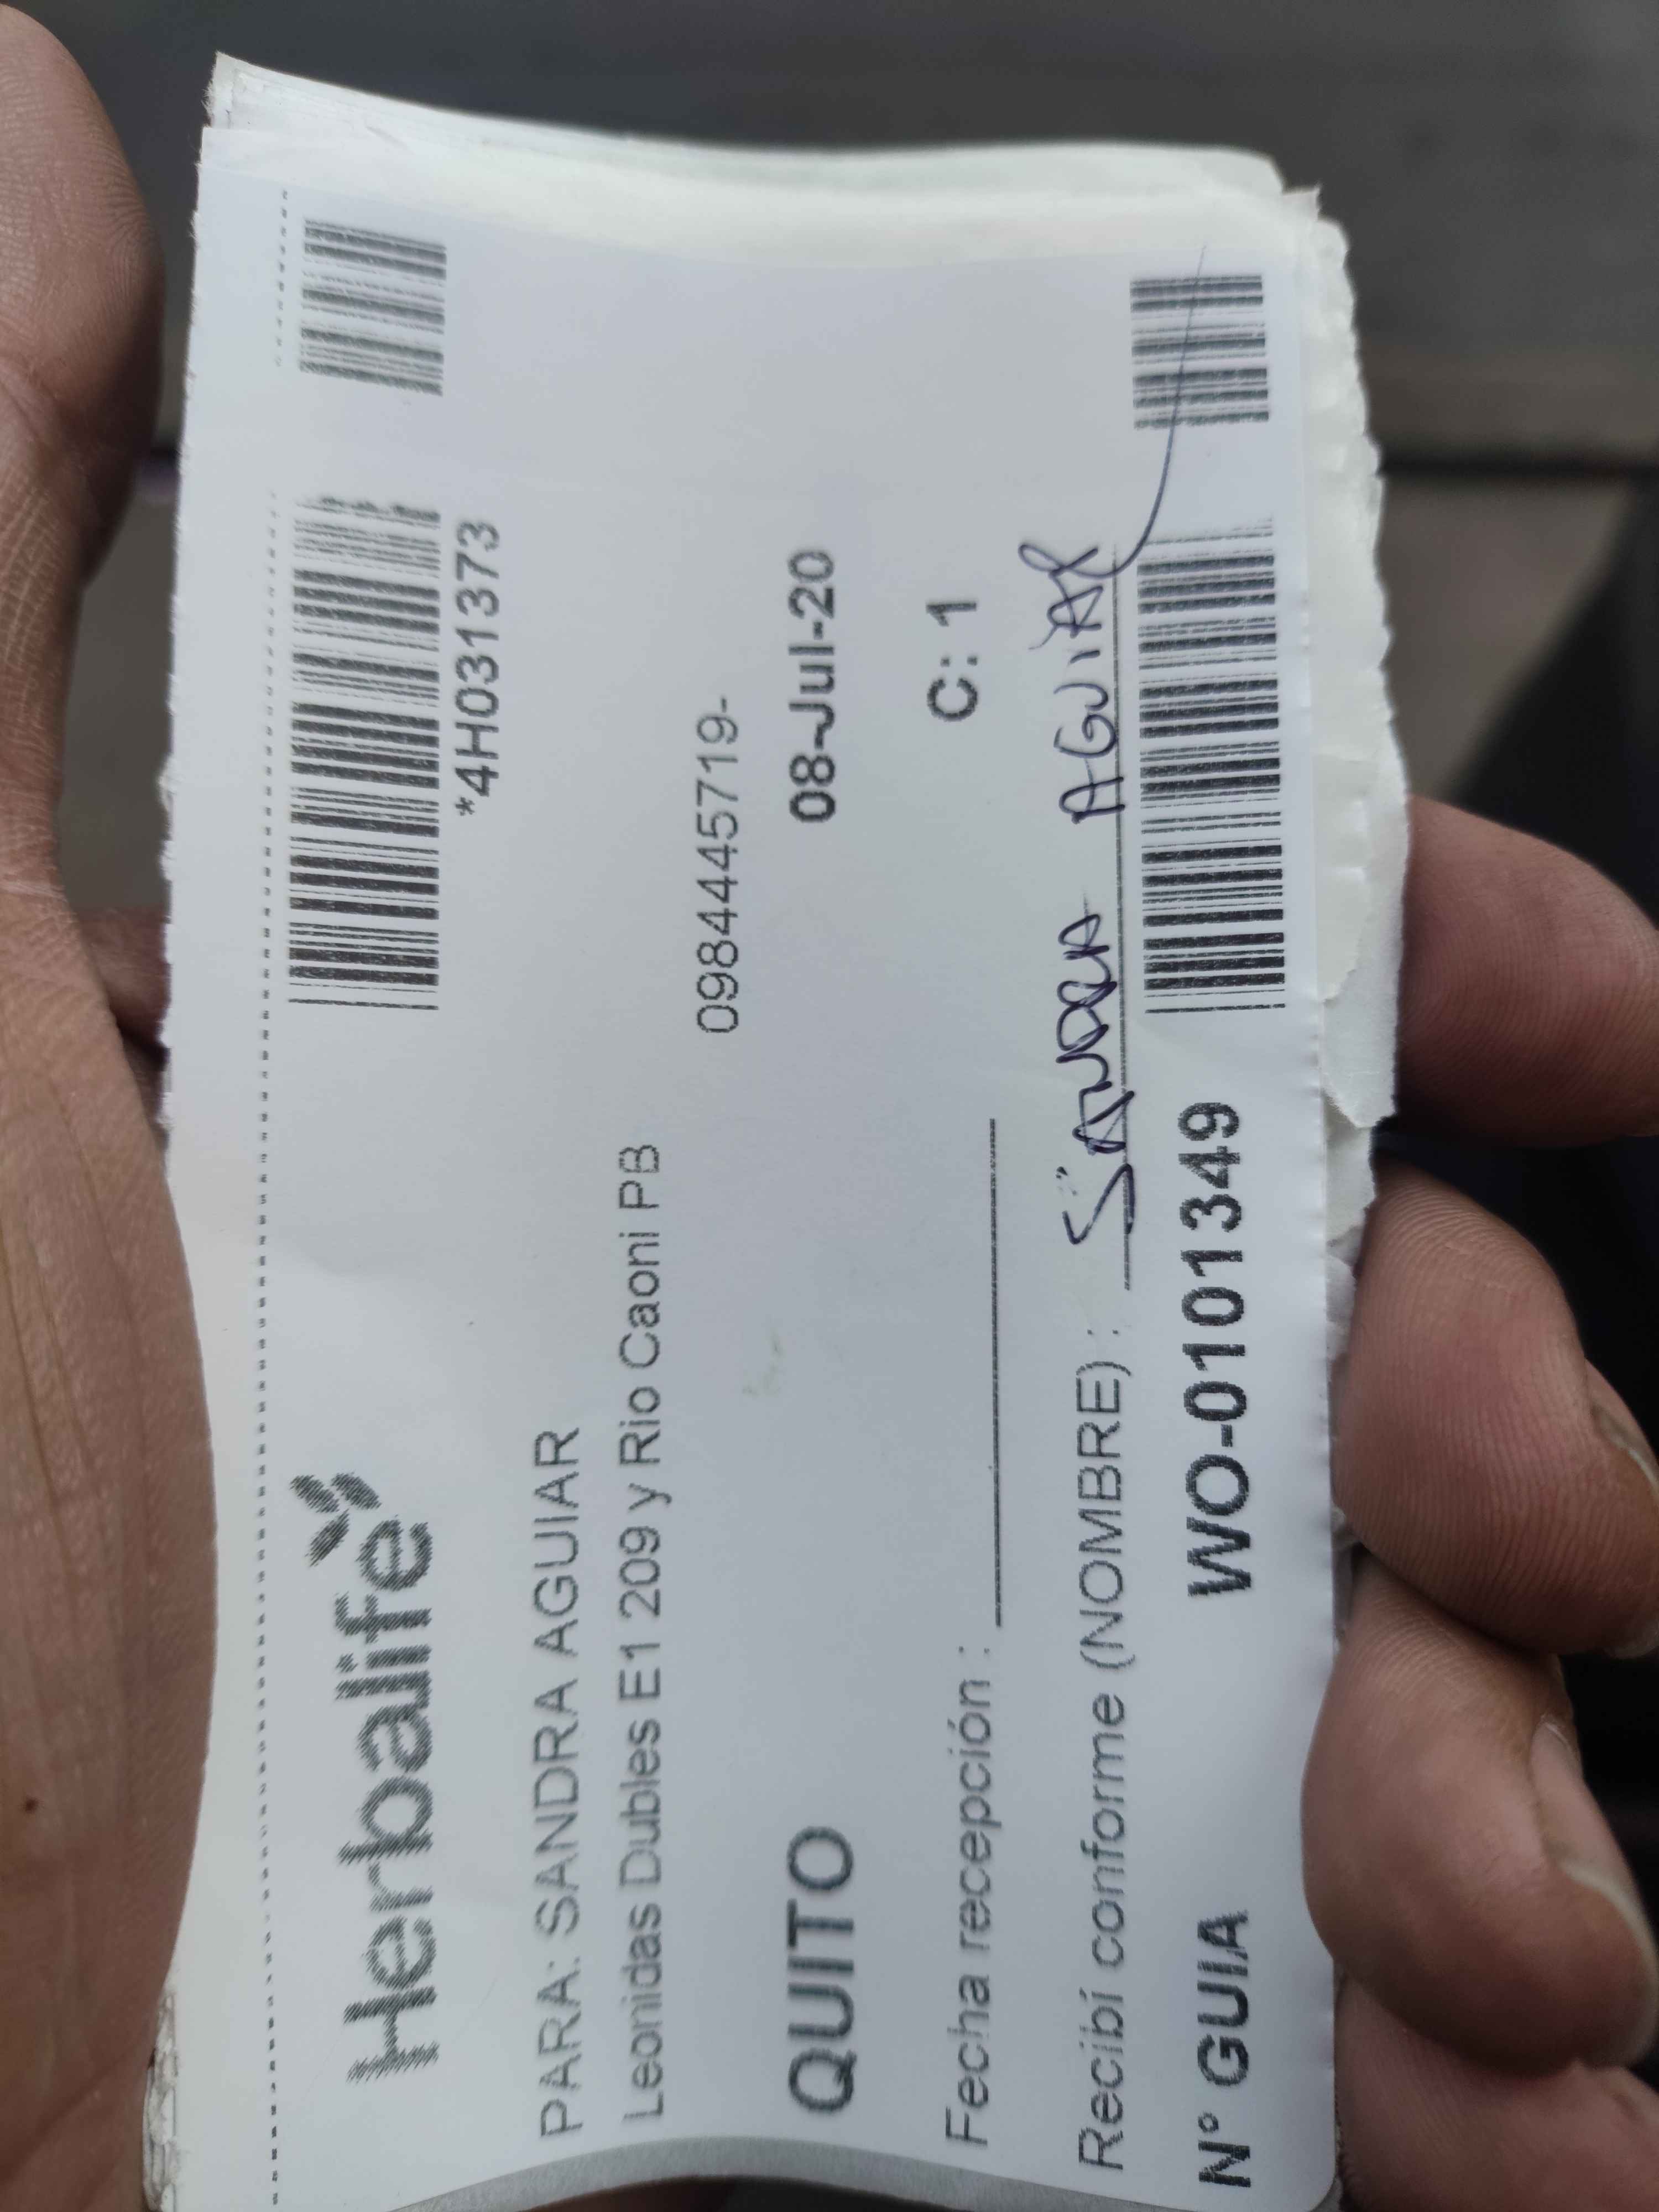 Herbalife
*4H031373
PARA: SANDRA AGUIAR
Leonidas Dubles E1 209 y Rio Caoni PB
0984445719-
QUITO 08-Jul-20
Fecha recepción : C: 1
Recibí conforme (NOMBRE) : SANDRA AGUIAR
N° GUIA WO-0101349